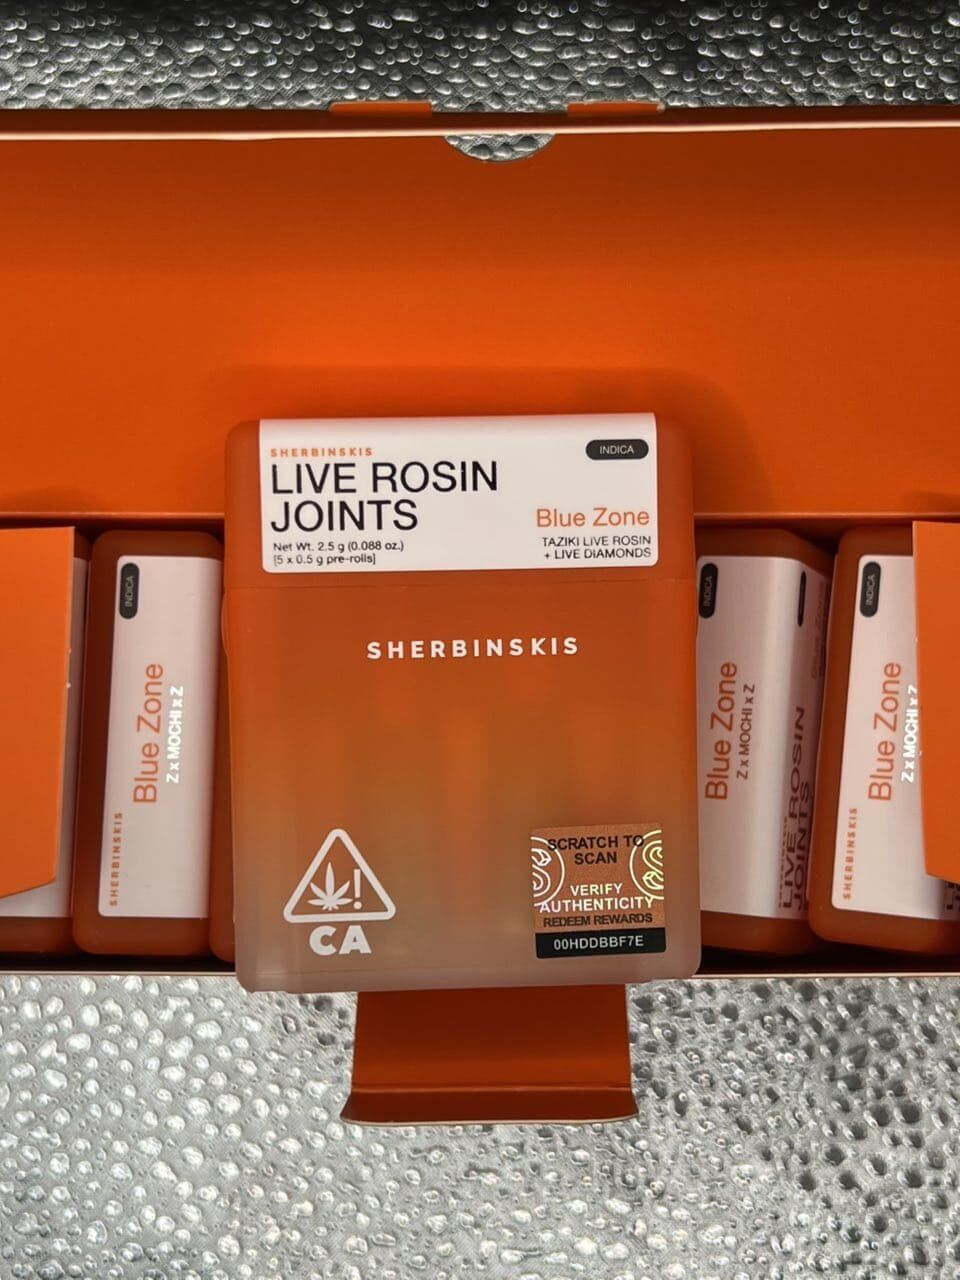 SHERBINSKIS
LIVE ROSIN
JOINTS
Net Wt. 2.5 g (0.088 oz.)
[5 x 0.5 g pre-rolls]
INDICA
Blue Zone
TAZIKI LIVE ROSIN
+ LIVE DIAMONDS
SHERBINSKIS
CA
SCRATCH TO
SCAN
VERIFY
AUTHENTICITY
REDEEM REWARDS
00HDDBBF7E
INDICA
Blue Zone
Z x MOCHI x Z
SHERBINSKIS
INDICA
Blue Zone
Z x MOCHI x Z
LIVE ROSIN
JOINTS
INDICA
Blue Zone
Z x MOCHI x Z
SHERBINSKIS